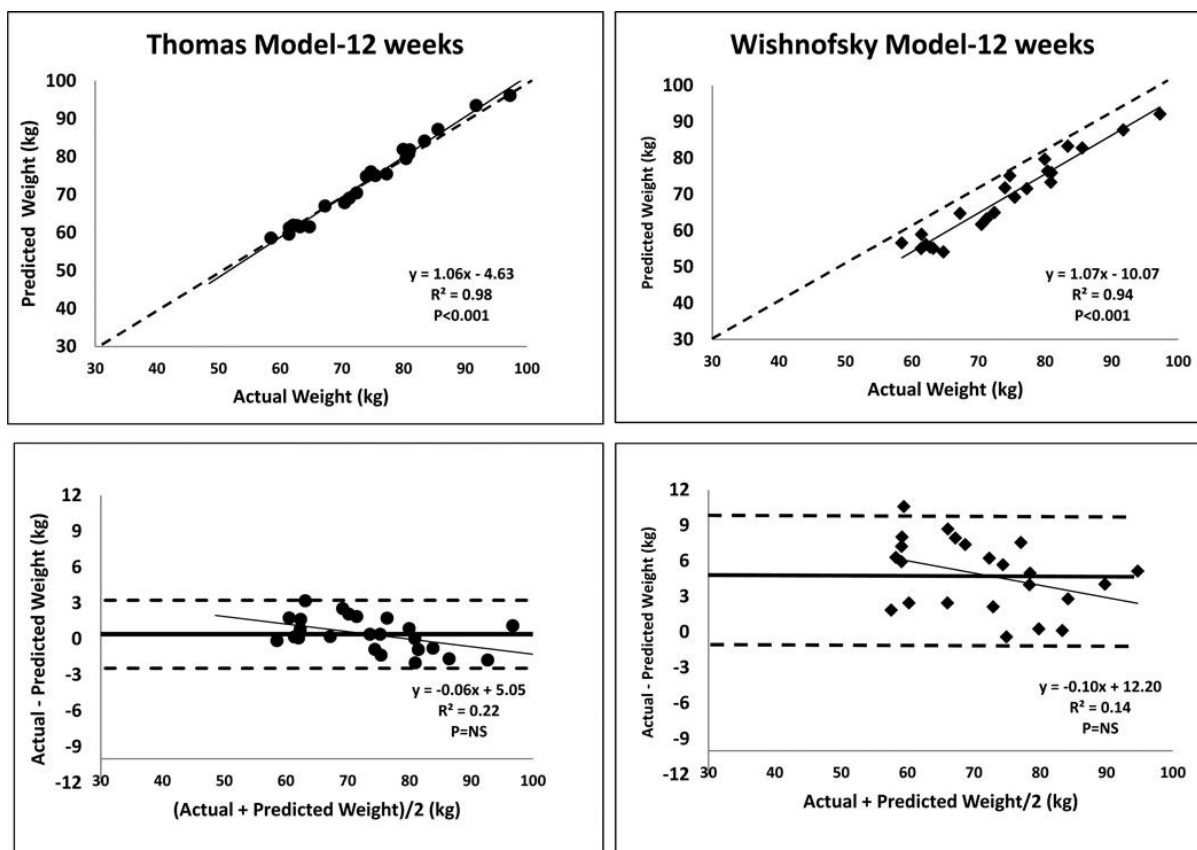 Thomas Model-12 weeks
100
90
80
70
60
50
40
30
Predicted Weight (kg)
y = 1.06x - 4.63
R² = 0.98
P<0.001
30 40 50 60 70 80 90 100
Actual Weight (kg)
Wishnofsky Model-12 weeks
100
90
80
70
60
50
40
30
Predicted Weight (kg)
y = 1.07x - 10.07
R² = 0.94
P<0.001
30 40 50 60 70 80 90 100
Actual Weight (kg)
12
9
6
3
0
-3
-6
-9
-12
Actual - Predicted Weight (kg)
y = -0.06x + 5.05
R² = 0.22
P=NS
30 40 50 60 70 80 90 100
(Actual + Predicted Weight)/2 (kg)
12
9
6
3
0
-3
-6
-9
-12
Actual - Predicted Weight (kg)
y = -0.10x + 12.20
R² = 0.14
P=NS
30 40 50 60 70 80 90 100
Actual + Predicted Weight/2 (kg)